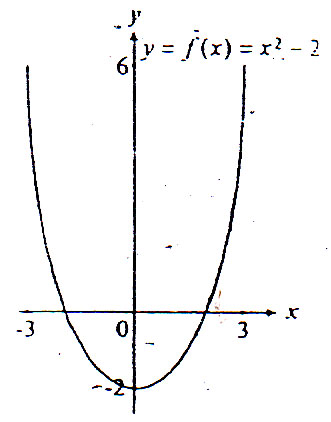 y
y = f(x) = x² – 2
6
-3 0 3 x
-2